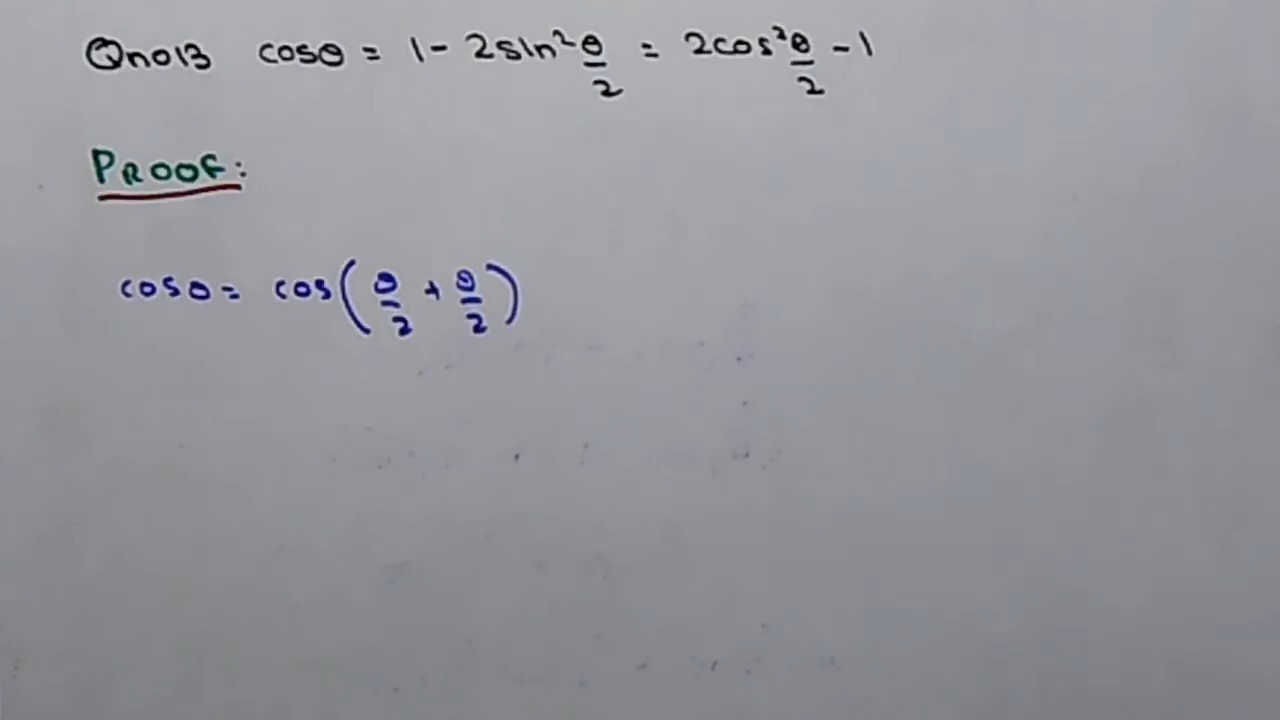 Qno13 cosθ = 1 - 2sin²θ/2 = 2cos²θ/2 - 1
PROOF:
cosθ = cos(θ/2 + θ/2)